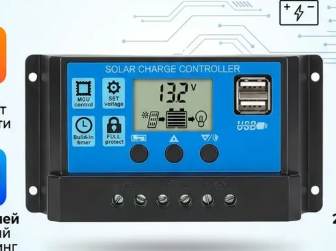 SOLAR CHARGE CONTROLLER
MCU
control
SET
voltage
13.2 V
Build-in
timer
FULL
protect
USB